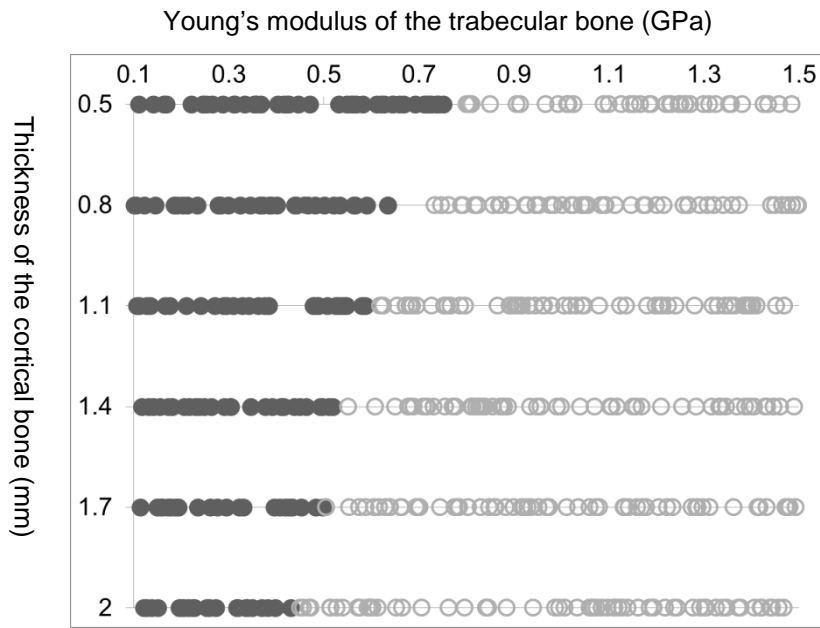 Young’s modulus of the trabecular bone (GPa)
0.1 0.3 0.5 0.7 0.9 1.1 1.3 1.5
Thickness of the cortical bone (mm)
0.5
0.8
1.1
1.4
1.7
2